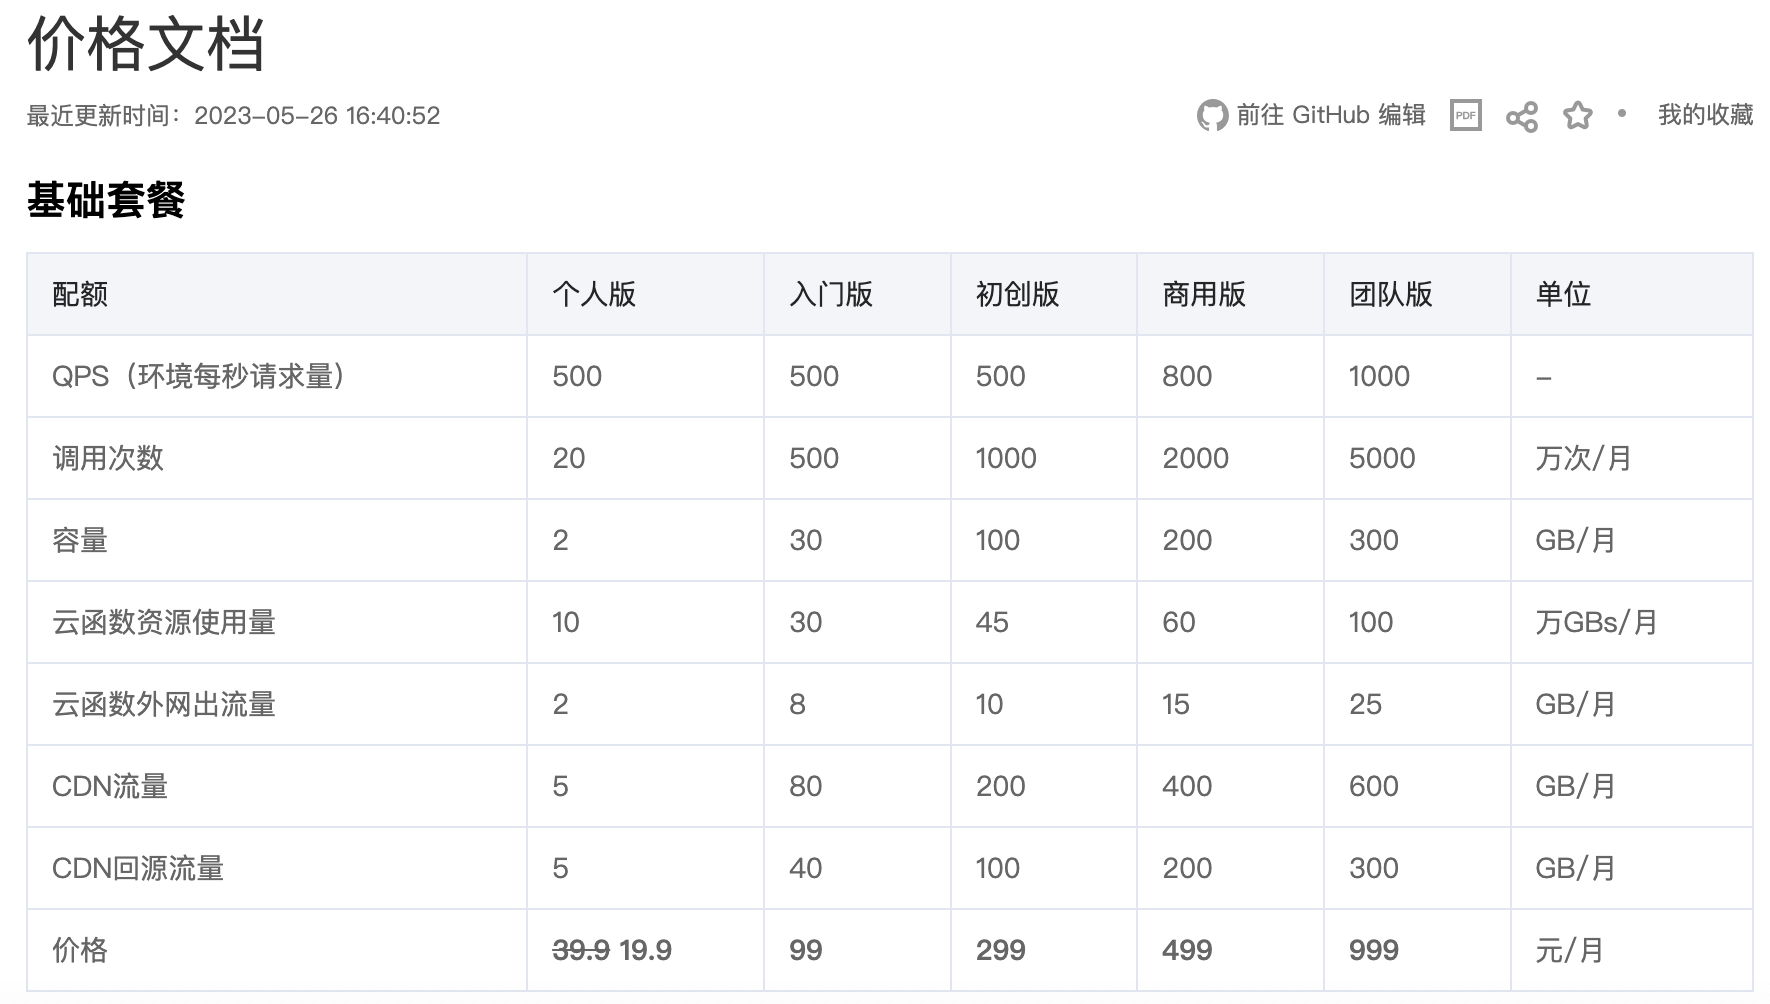 价格文档
最近更新时间：2023-05-26 16:40:52
前往 GitHub 编辑 PDF • 我的收藏
基础套餐
配额 个人版 入门版 初创版 商用版 团队版 单位
QPS（环境每秒请求量） 500 500 500 800 1000 –
调用次数 20 500 1000 2000 5000 万次/月
容量 2 30 100 200 300 GB/月
云函数资源使用量 10 30 45 60 100 万GBs/月
云函数外网出流量 2 8 10 15 25 GB/月
CDN流量 5 80 200 400 600 GB/月
CDN回源流量 5 40 100 200 300 GB/月
价格 39.9 19.9 99 299 499 999 元/月